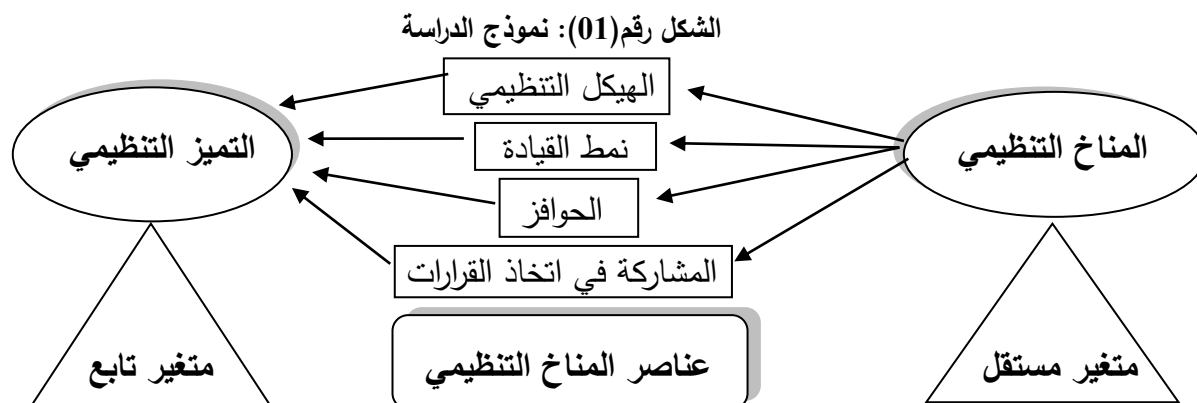 الشكل رقم(01): نموذج الدراسة
الهيكل التنظيمي
المناخ التنظيمي
نمط القيادة
التميز التنظيمي
الحوافز
المشاركة في اتخاذ القرارات
متغير مستقل
عناصر المناخ التنظيمي
متغير تابع